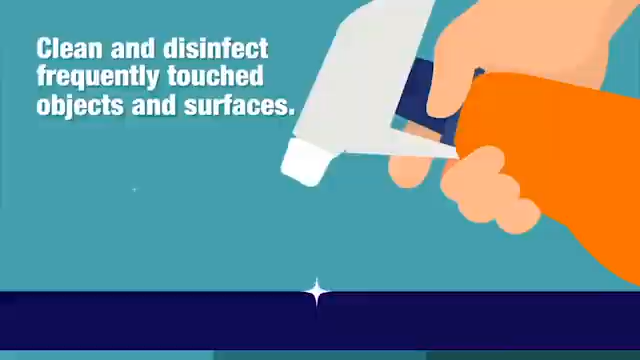 Clean and disinfect
frequently touched
objects and surfaces.